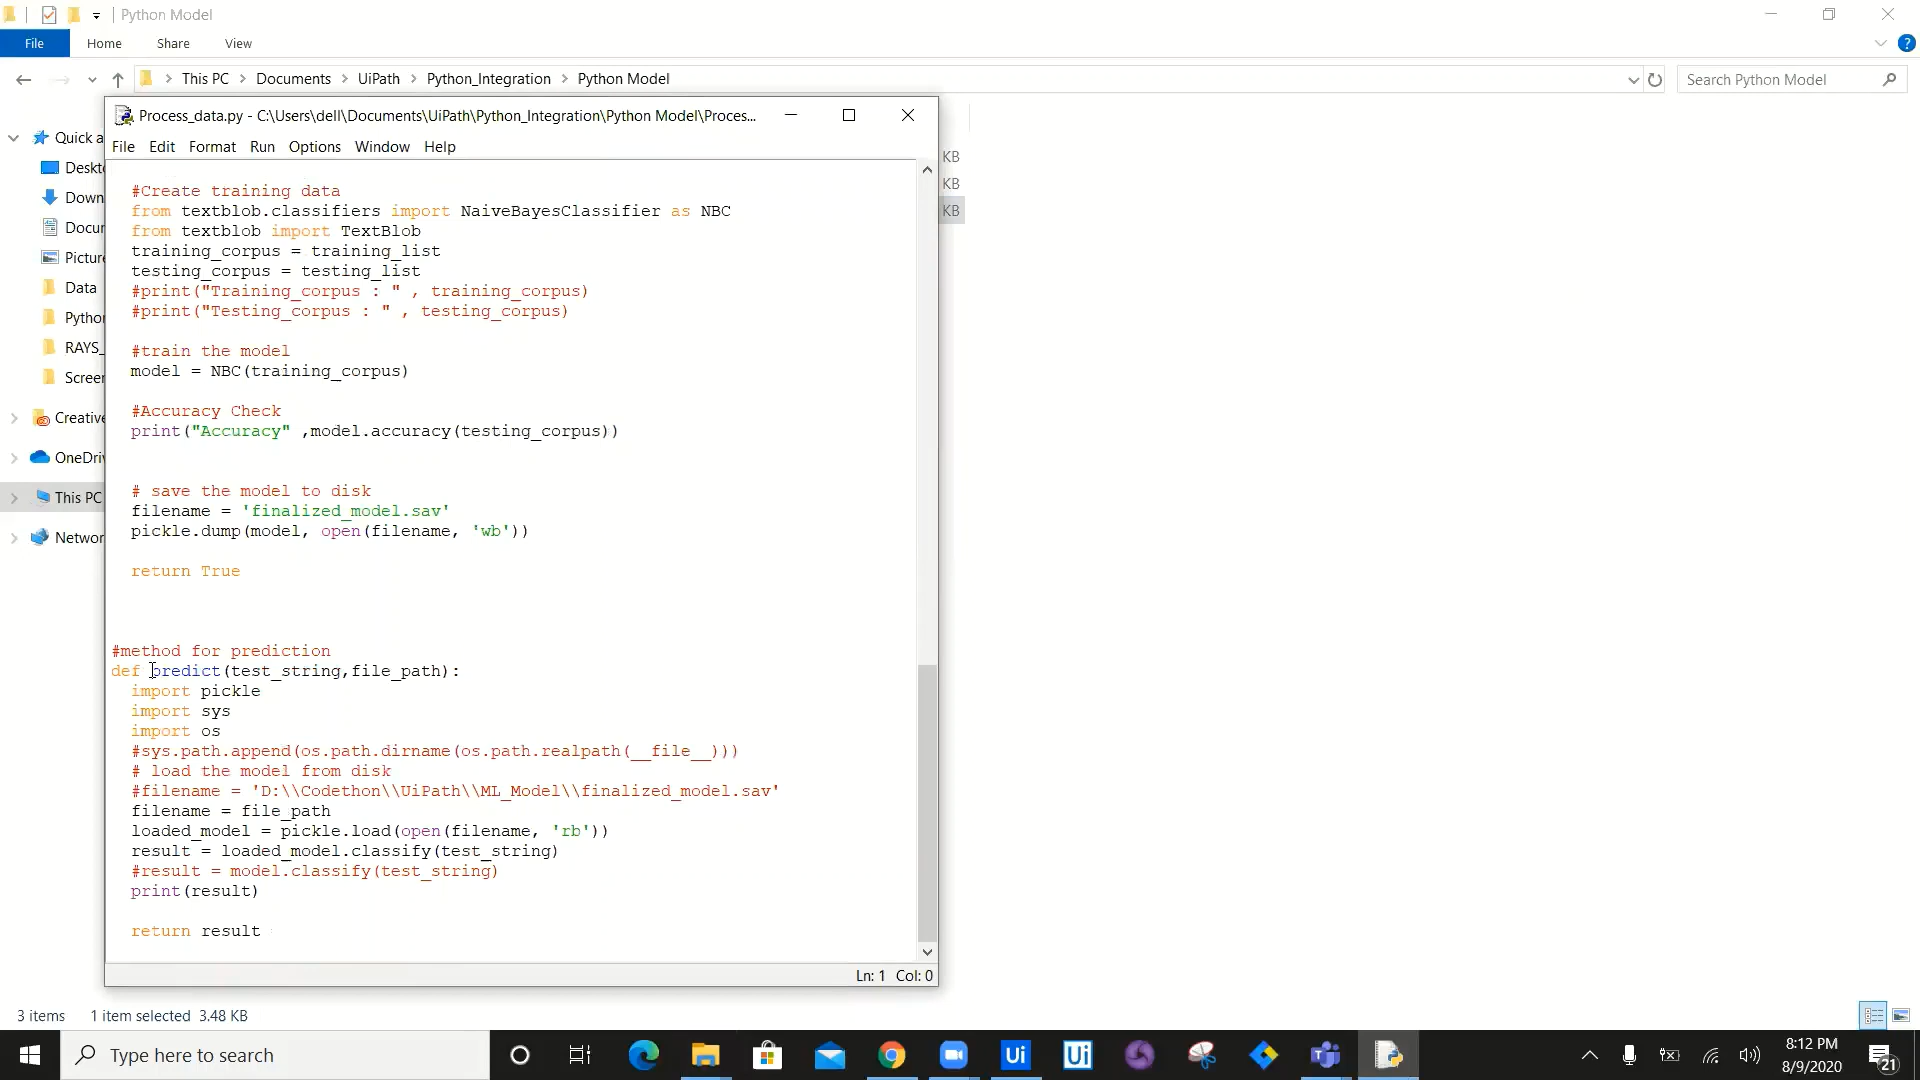 Python Model
File Home Share View
This PC > Documents > UiPath > Python_Integration > Python Model
Search Python Model
Process_data.py - C:\Users\dell\Documents\UiPath\Python_Integration\Python Model\Proces...
File Edit Format Run Options Window Help
Quick a
Deskt
Down
Docur
Picture
Data
Pythor
RAYS_
Screer
Creative
OneDriv
This PC
Networ
KB
KB
KB
#Create training data
from textblob.classifiers import NaiveBayesClassifier as NBC
from textblob import TextBlob
training_corpus = training_list
testing_corpus = testing_list
#print("Training_corpus : " , training_corpus)
#print("Testing_corpus : " , testing_corpus)
#train the model
model = NBC(training_corpus)
#Accuracy Check
print("Accuracy" ,model.accuracy(testing_corpus))
# save the model to disk
filename = 'finalized_model.sav'
pickle.dump(model, open(filename, 'wb'))
return True
#method for prediction
def predict(test_string,file_path):
import pickle
import sys
import os
#sys.path.append(os.path.dirname(os.path.realpath(__file__)))
# load the model from disk
#filename = 'D:\\Codethon\\UiPath\\ML_Model\\finalized_model.sav'
filename = file_path
loaded_model = pickle.load(open(filename, 'rb'))
result = loaded_model.classify(test_string)
#result = model.classify(test_string)
print(result)
return result
Ln: 1 Col: 0
3 items 1 item selected 3.48 KB
Type here to search
Ui
Ui
8:12 PM
8/9/2020
21